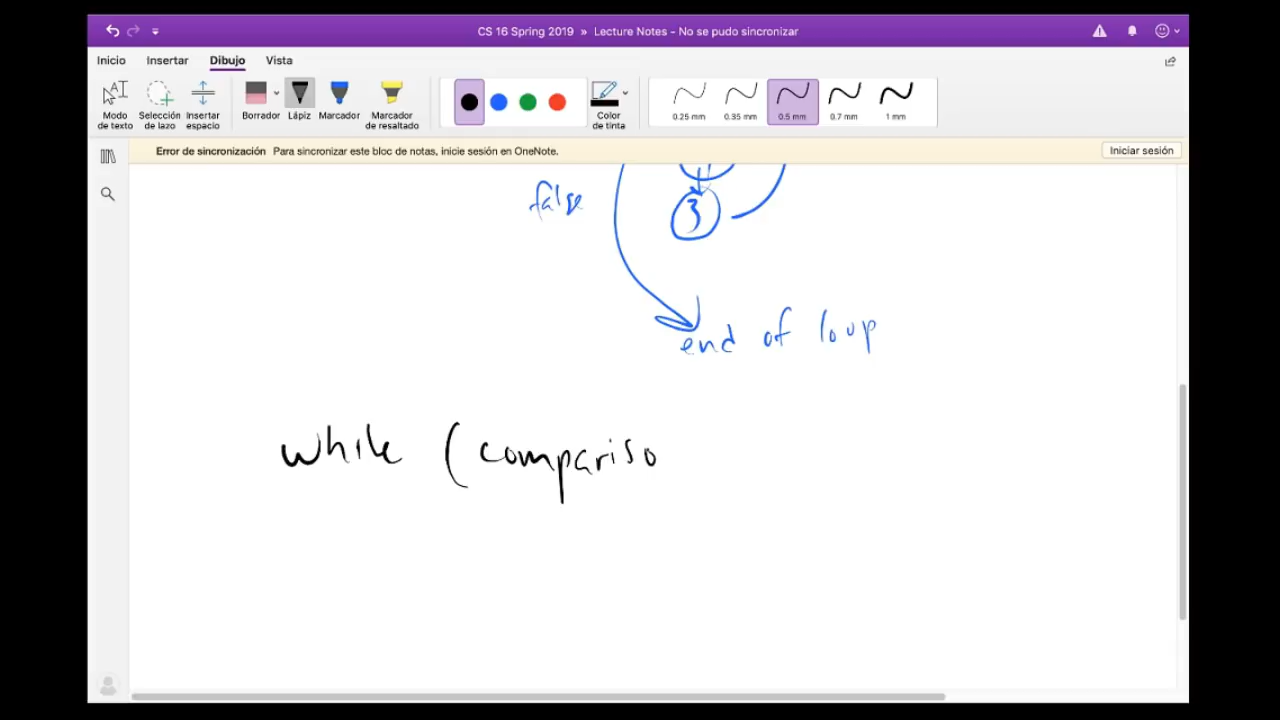 CS 16 Spring 2019 » Lecture Notes - No se pudo sincronizar
Inicio Insertar Dibujo Vista
Modo de texto
Selección de lazo
Insertar espacio
Borrador
Lápiz
Marcador
Marcador de resaltado
Color de tinta
0.25 mm 0.35 mm 0.5 mm 0.7 mm 1 mm
Error de sincronización Para sincronizar este bloc de notas, inicie sesión en OneNote. Iniciar sesión
false
3
end of loop
while (compariso